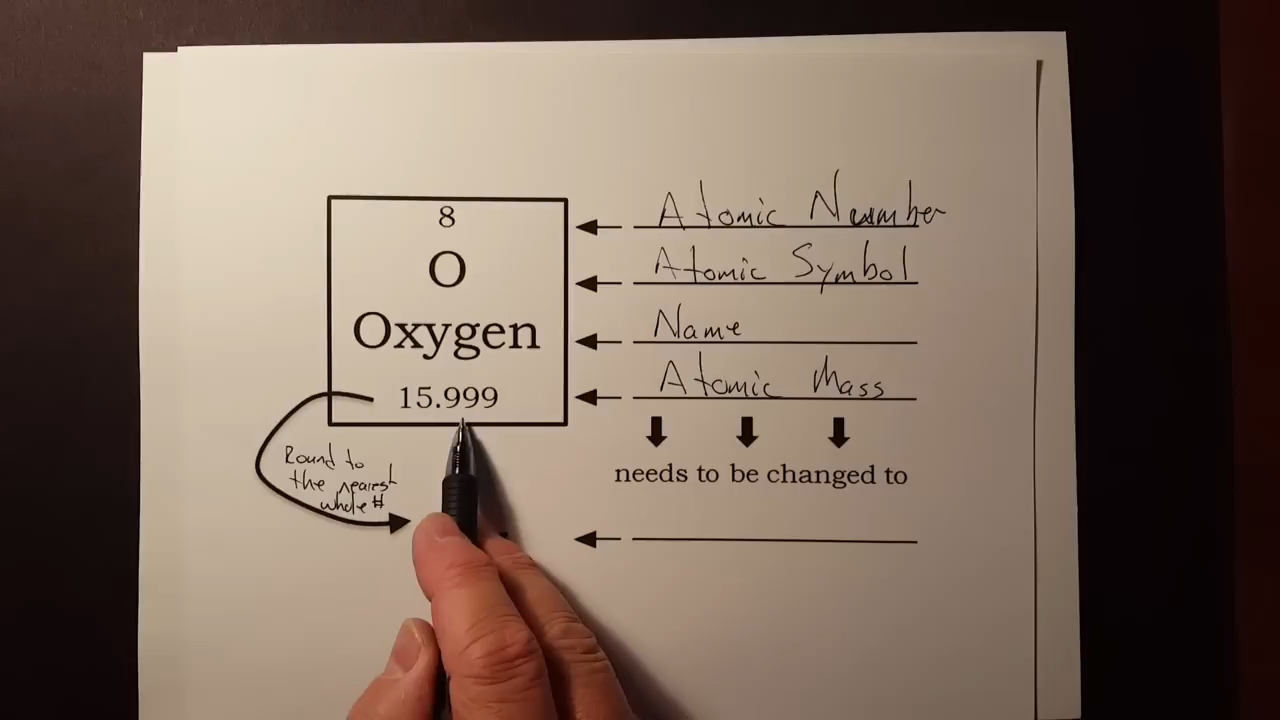 8
Atomic Number
O
Atomic Symbol
Oxygen
Name
15.999
Atomic Mass
Round to
the nearest
whole #
needs to be changed to